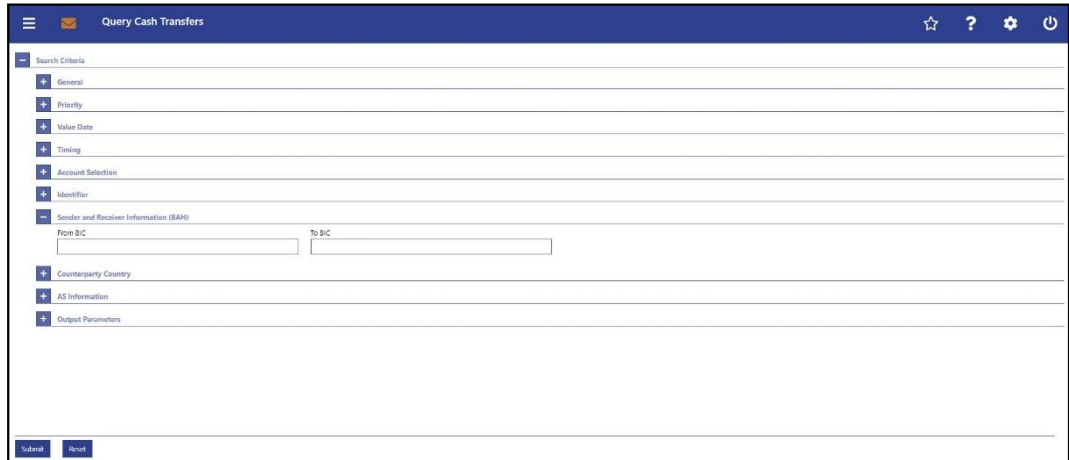 Query Cash Transfers
?
Search Criteria
General
Priority
Value Date
Timing
Account Selection
Identifier
Sender and Receiver Information (BAH)
From BIC To BIC
Counterparty Country
AS Information
Output Parameters
Submit Reset